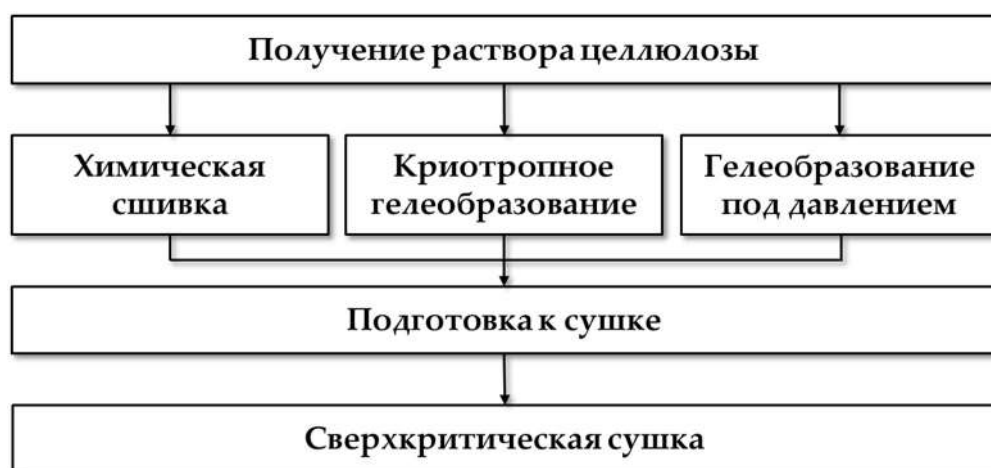 Получение раствора целлюлозы
Химическая
сшивка
Криотропное
гелеобразование
Гелеобразование
под давлением
Подготовка к сушке
Сверхкритическая сушка